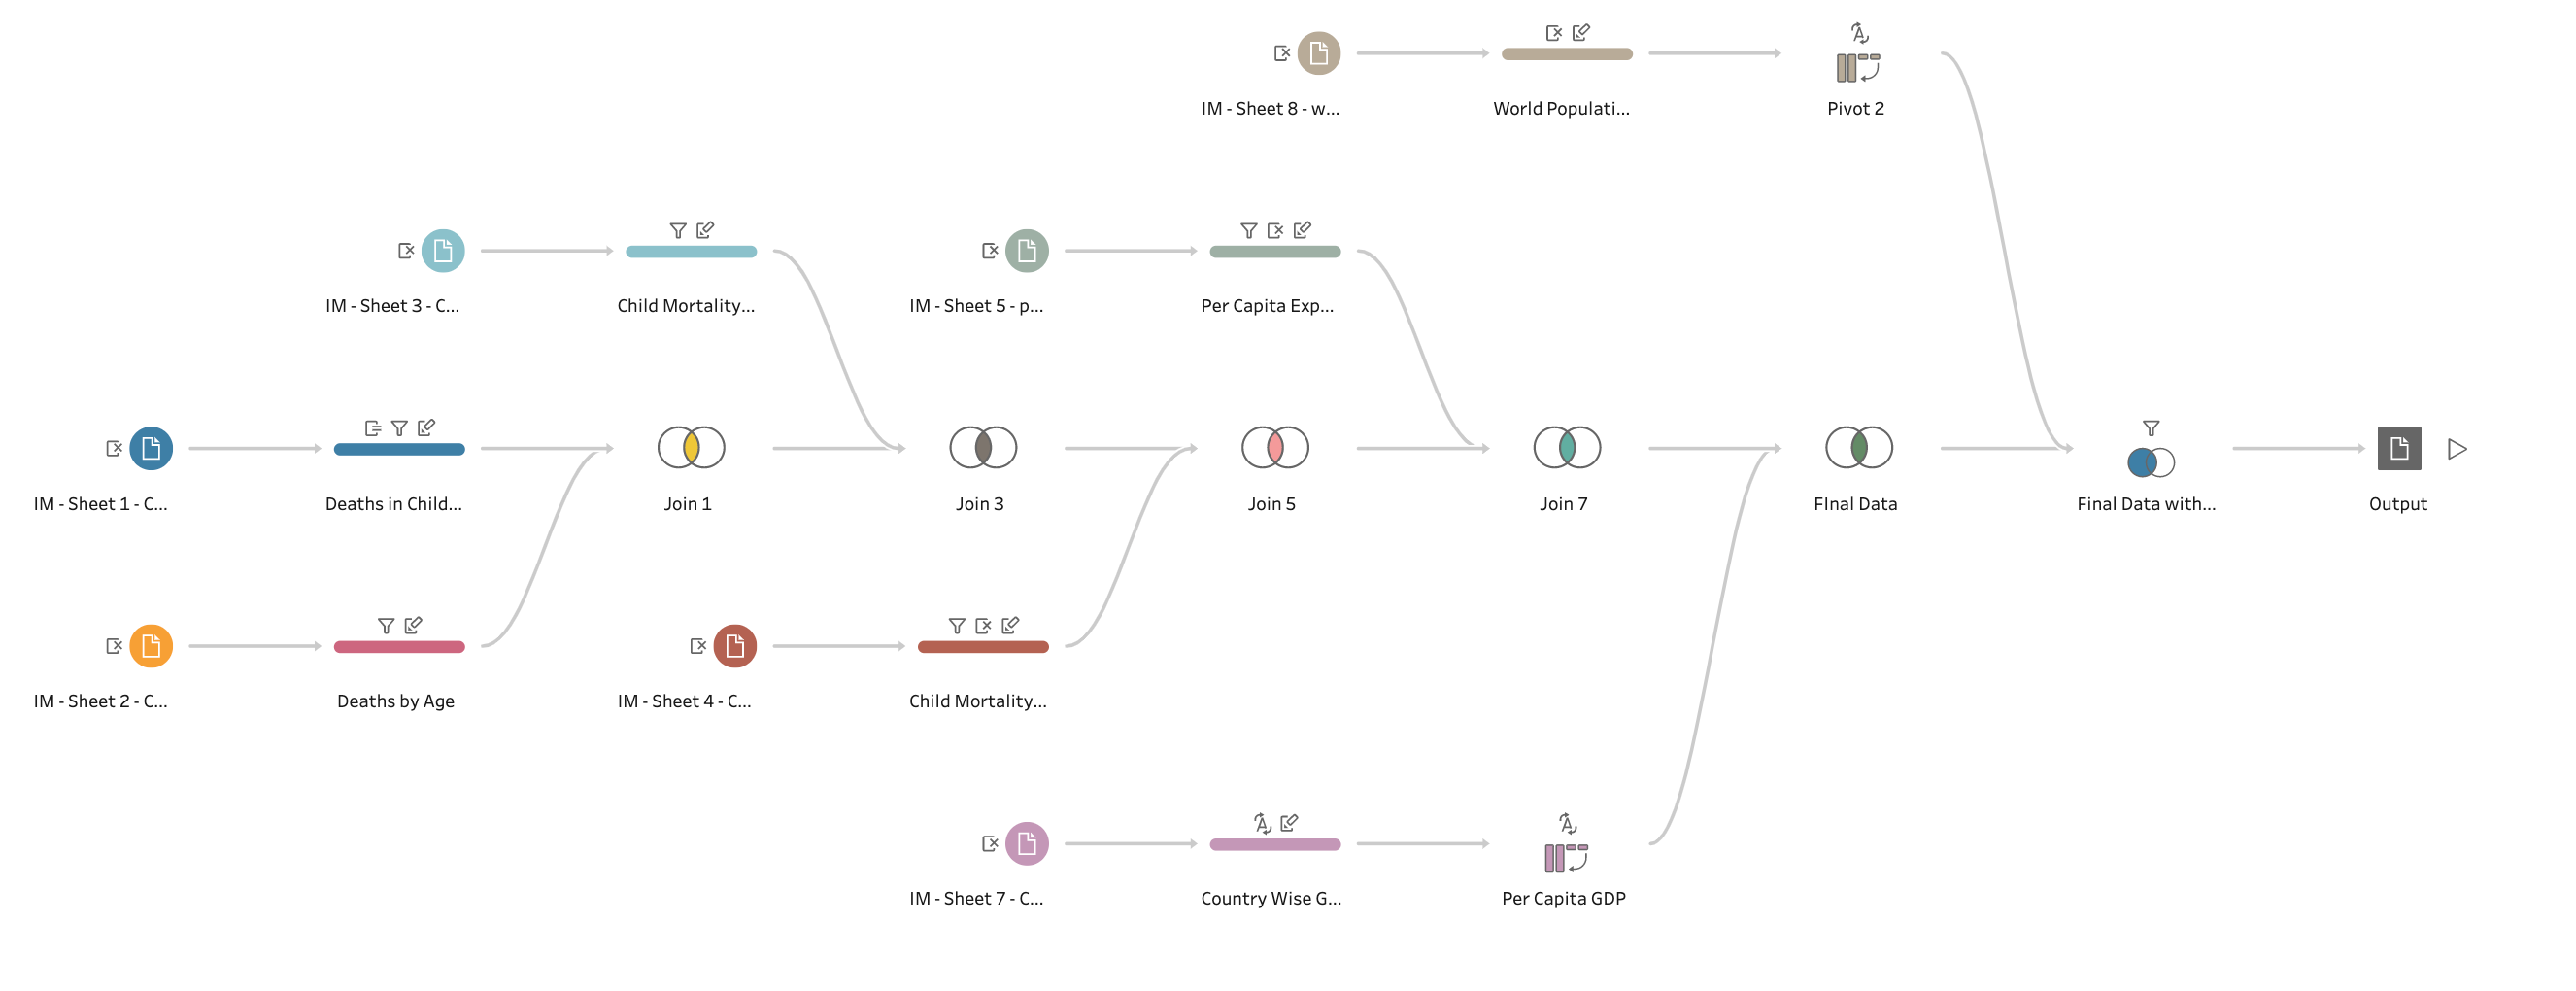 IM - Sheet 8 - w...
World Populati...
Pivot 2
IM - Sheet 3 - C...
Child Mortality...
IM - Sheet 5 - p...
Per Capita Exp...
IM - Sheet 1 - C...
Deaths in Child...
Join 1
Join 3
Join 5
Join 7
FInal Data
Final Data with...
Output
IM - Sheet 2 - C...
Deaths by Age
IM - Sheet 4 - C...
Child Mortality...
IM - Sheet 7 - C...
Country Wise G...
Per Capita GDP